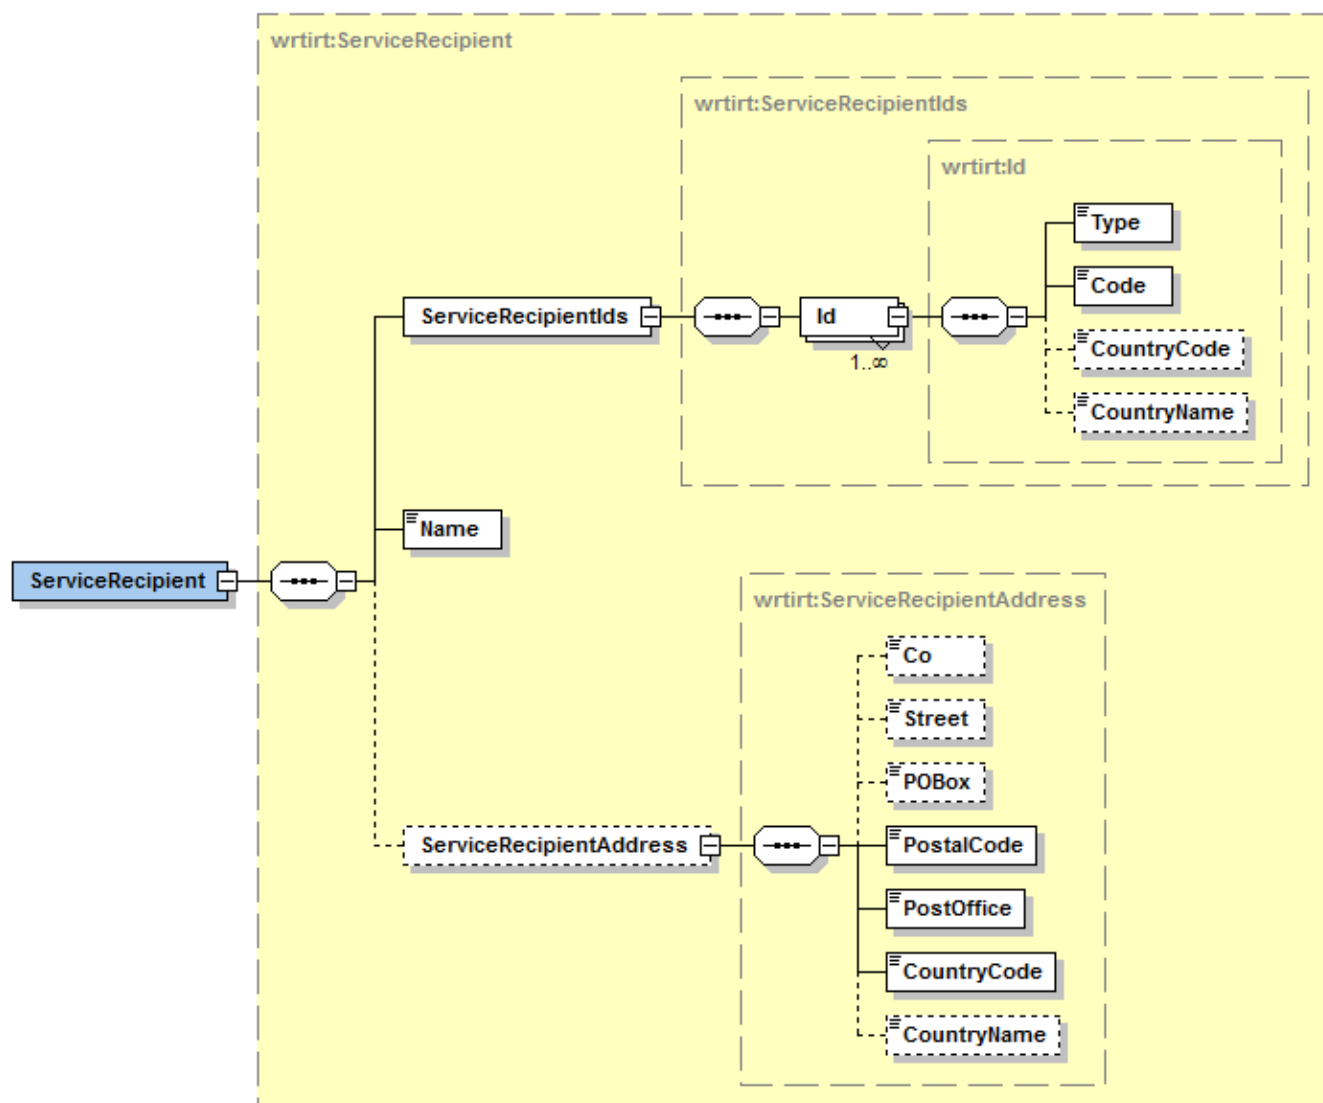 wrtirt:ServiceRecipient
wrtirt:ServiceRecipientIds
wrtirt:Id
Type
Code
ServiceRecipientIds
Id
1..∞
CountryCode
CountryName
Name
ServiceRecipient
wrtirt:ServiceRecipientAddress
Co
Street
POBox
ServiceRecipientAddress
PostalCode
PostOffice
CountryCode
CountryName